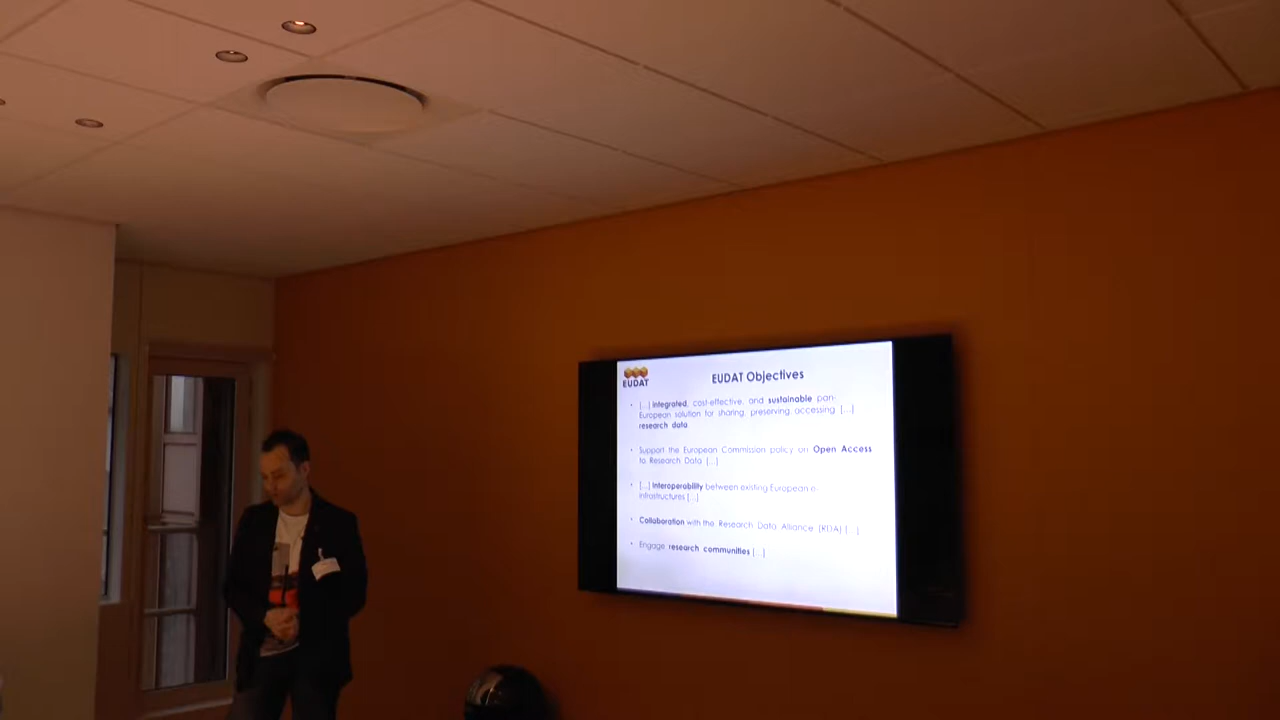 EUDAT
EUDAT Objectives
• [...] integrated, cost-effective, and sustainable pan-
European solution for sharing, preserving, accessing [...]
research data.
• Support the European Commission policy on Open Access
to Research Data [...]
• [...] Interoperability between existing European e-
infrastructures [...]
• Collaboration with the Research Data Alliance (RDA) [...]
• Engage research communities [...]